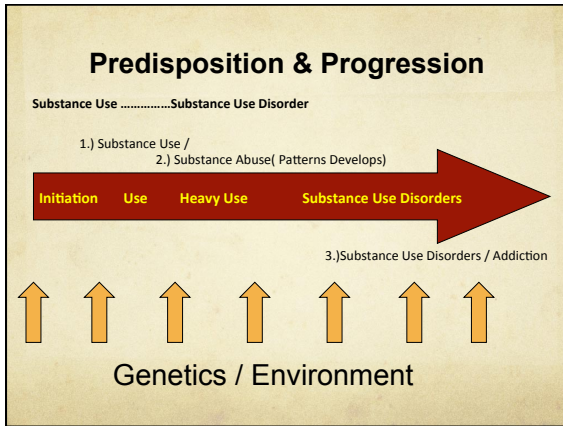 Predisposition & Progression
Substance Use ……………Substance Use Disorder
1.) Substance Use /
2.) Substance Abuse( Patterns Develops)
Initiation Use Heavy Use Substance Use Disorders
3.)Substance Use Disorders / Addiction
Genetics / Environment